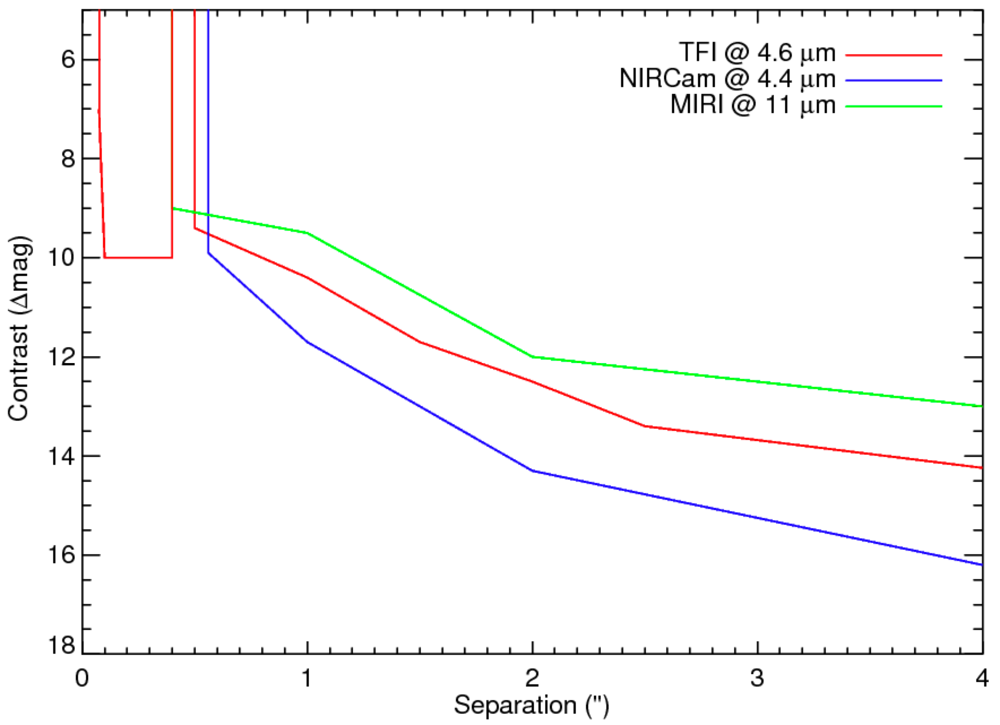 TFI @ 4.6 μm
NIRCam @ 4.4 μm
MIRI @ 11 μm
6
8
10
12
14
16
18
Contrast (Δmag)
0 1 2 3 4
Separation (")